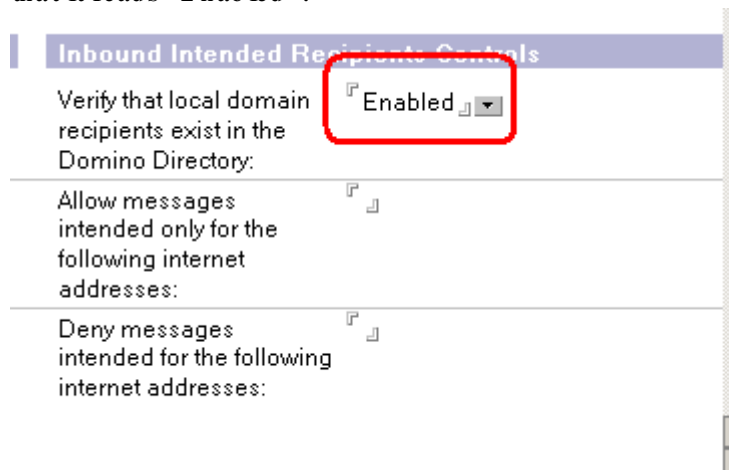 that it reads "Enabled".
Inbound Intended Recipients Controls
Verify that local domain
recipients exist in the
Domino Directory:
Enabled
Allow messages
intended only for the
following internet
addresses:
Deny messages
intended for the following
internet addresses: